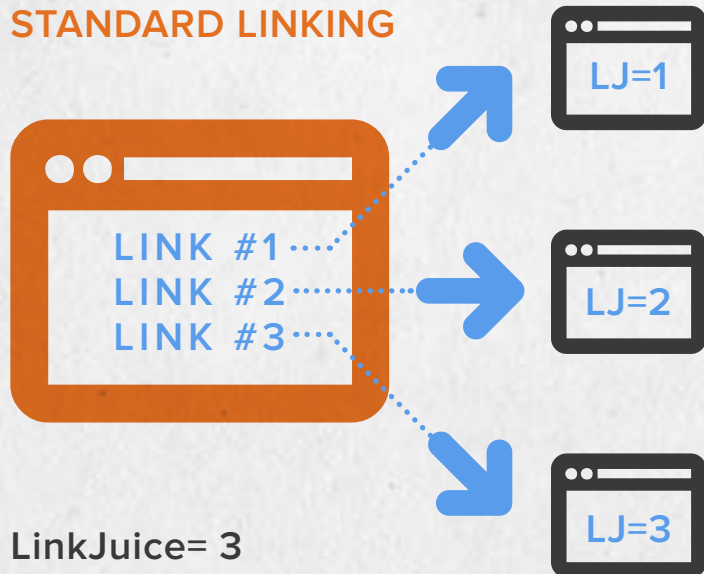 STANDARD LINKING
LJ=1
LINK #1
LINK #2
LINK #3
LJ=2
LJ=3
LinkJuice= 3